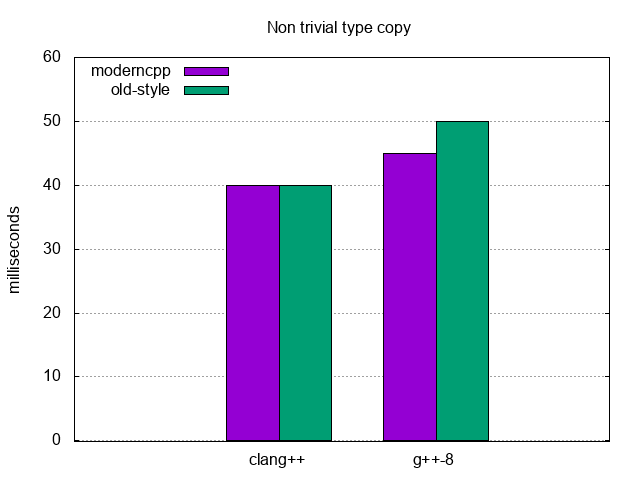 Non trivial type copy
60
moderncpp
old-style
50
40
30
20
10
0
milliseconds
clang++
g++-8